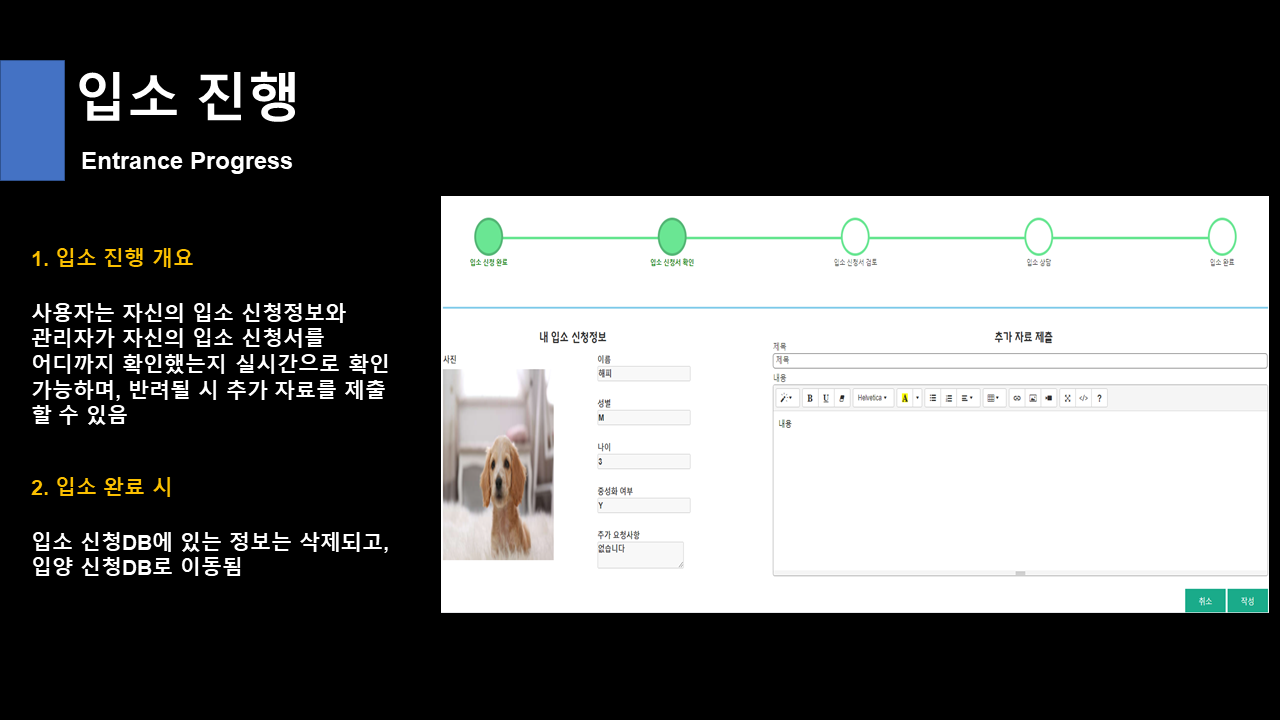 입소 진행
Entrance Progress
1. 입소 진행 개요
사용자는 자신의 입소 신청정보와
관리자가 자신의 입소 신청서를
어디까지 확인했는지 실시간으로 확인
가능하며, 반려될 시 추가 자료를 제출
할 수 있음
2. 입소 완료 시
입소 신청DB에 있는 정보는 삭제되고,
입양 신청DB로 이동됨
입소 신청 완료
입소 신청서 확인
입소 신청서 검토
입소 상담
입소 완료
내 입소 신청정보
사진
이름
해피
성별
M
나이
3
중성화 여부
Y
추가 요청사항
없습니다
추가 자료 제출
제목
제목
내용
B U Helvetica A </> ?
내용
취소 작성